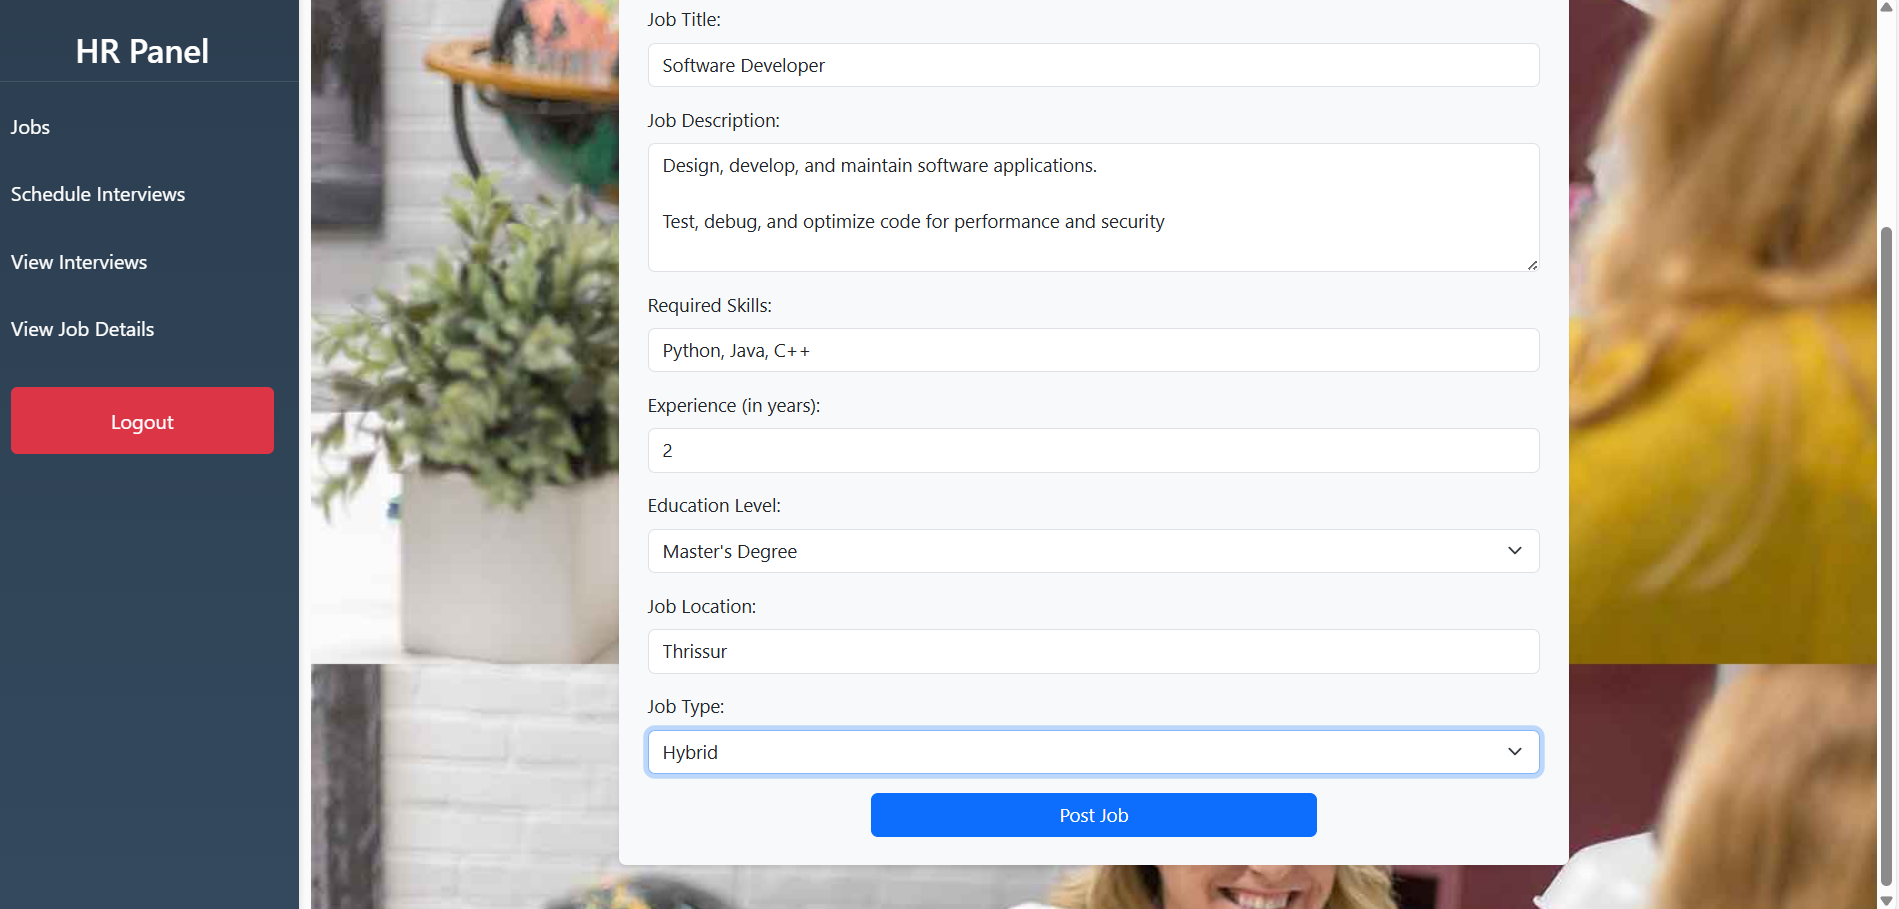 HR Panel
Jobs
Schedule Interviews
View Interviews
View Job Details
Logout
Job Title:
Software Developer
Job Description:
Design, develop, and maintain software applications.
Test, debug, and optimize code for performance and security
Required Skills:
Python, Java, C++
Experience (in years):
2
Education Level:
Master's Degree
Job Location:
Thrissur
Job Type:
Hybrid
Post Job